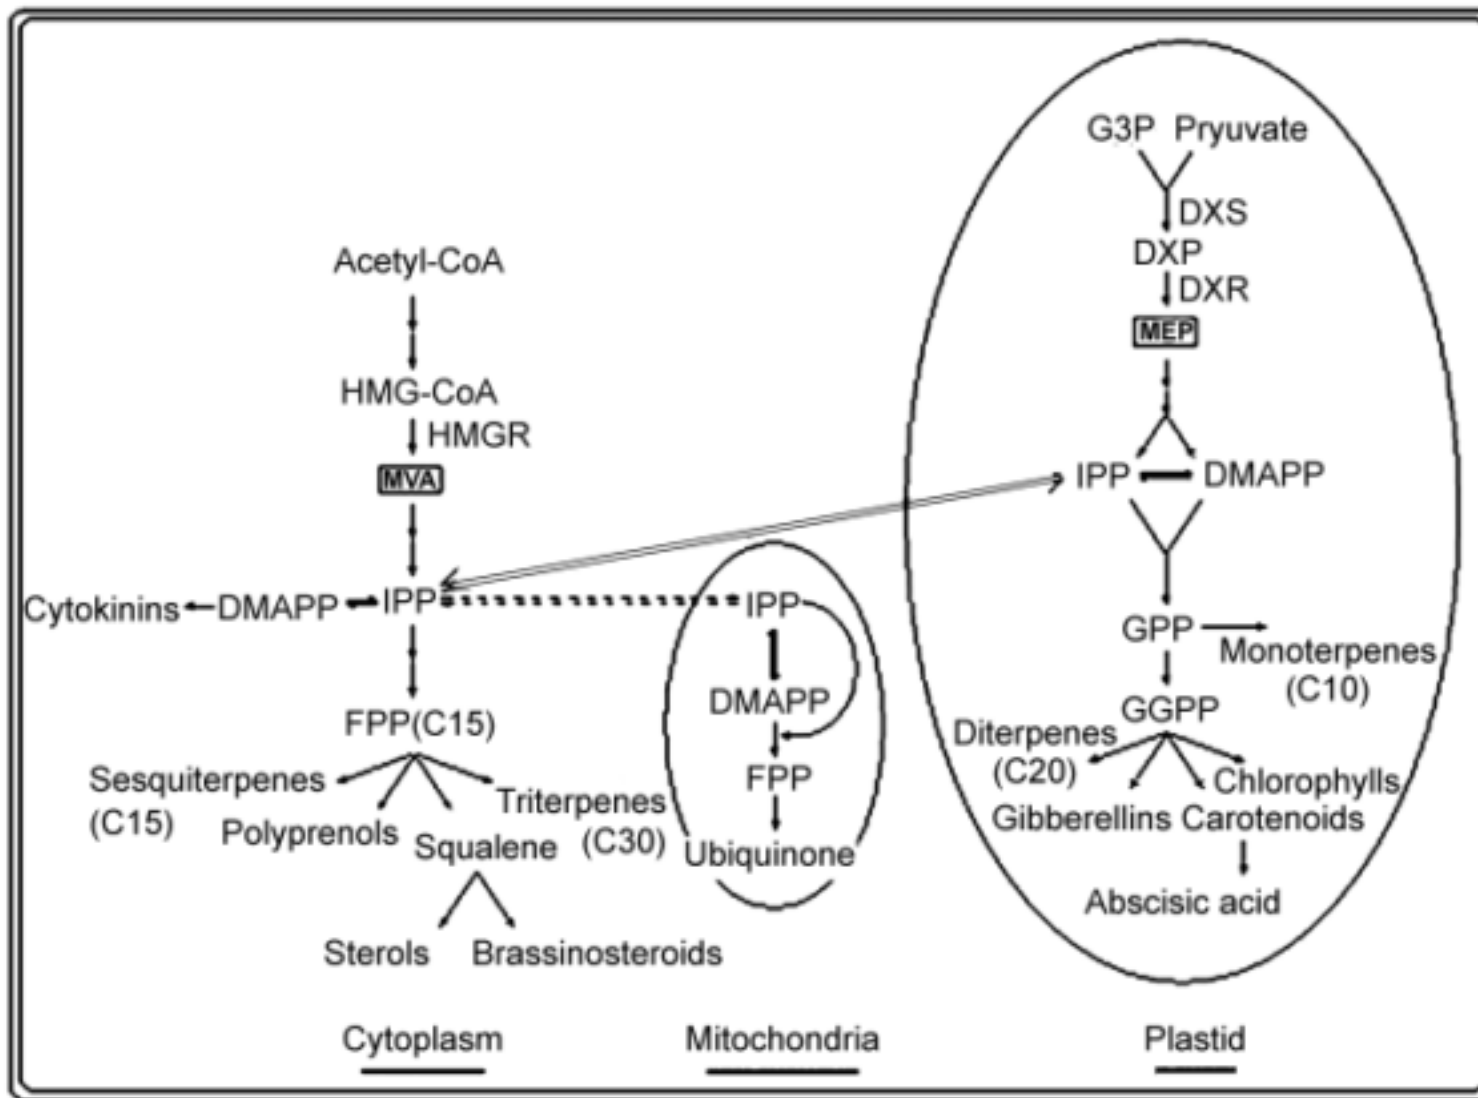 G3P Pryuvate
DXS
DXP
DXR
MEP
IPP DMAPP
GPP
Monoterpenes
(C10)
GGPP
Diterpenes
(C20)
Chlorophylls
Gibberellins Carotenoids
Abscisic acid
Acetyl-CoA
HMG-CoA
HMGR
MVA
Cytokinins DMAPP IPP
FPP(C15)
Sesquiterpenes
(C15)
Polyprenols
Squalene
Triterpenes
(C30)
Sterols Brassinosteroids
IPP
DMAPP
FPP
Ubiquinone
Cytoplasm Mitochondria Plastid